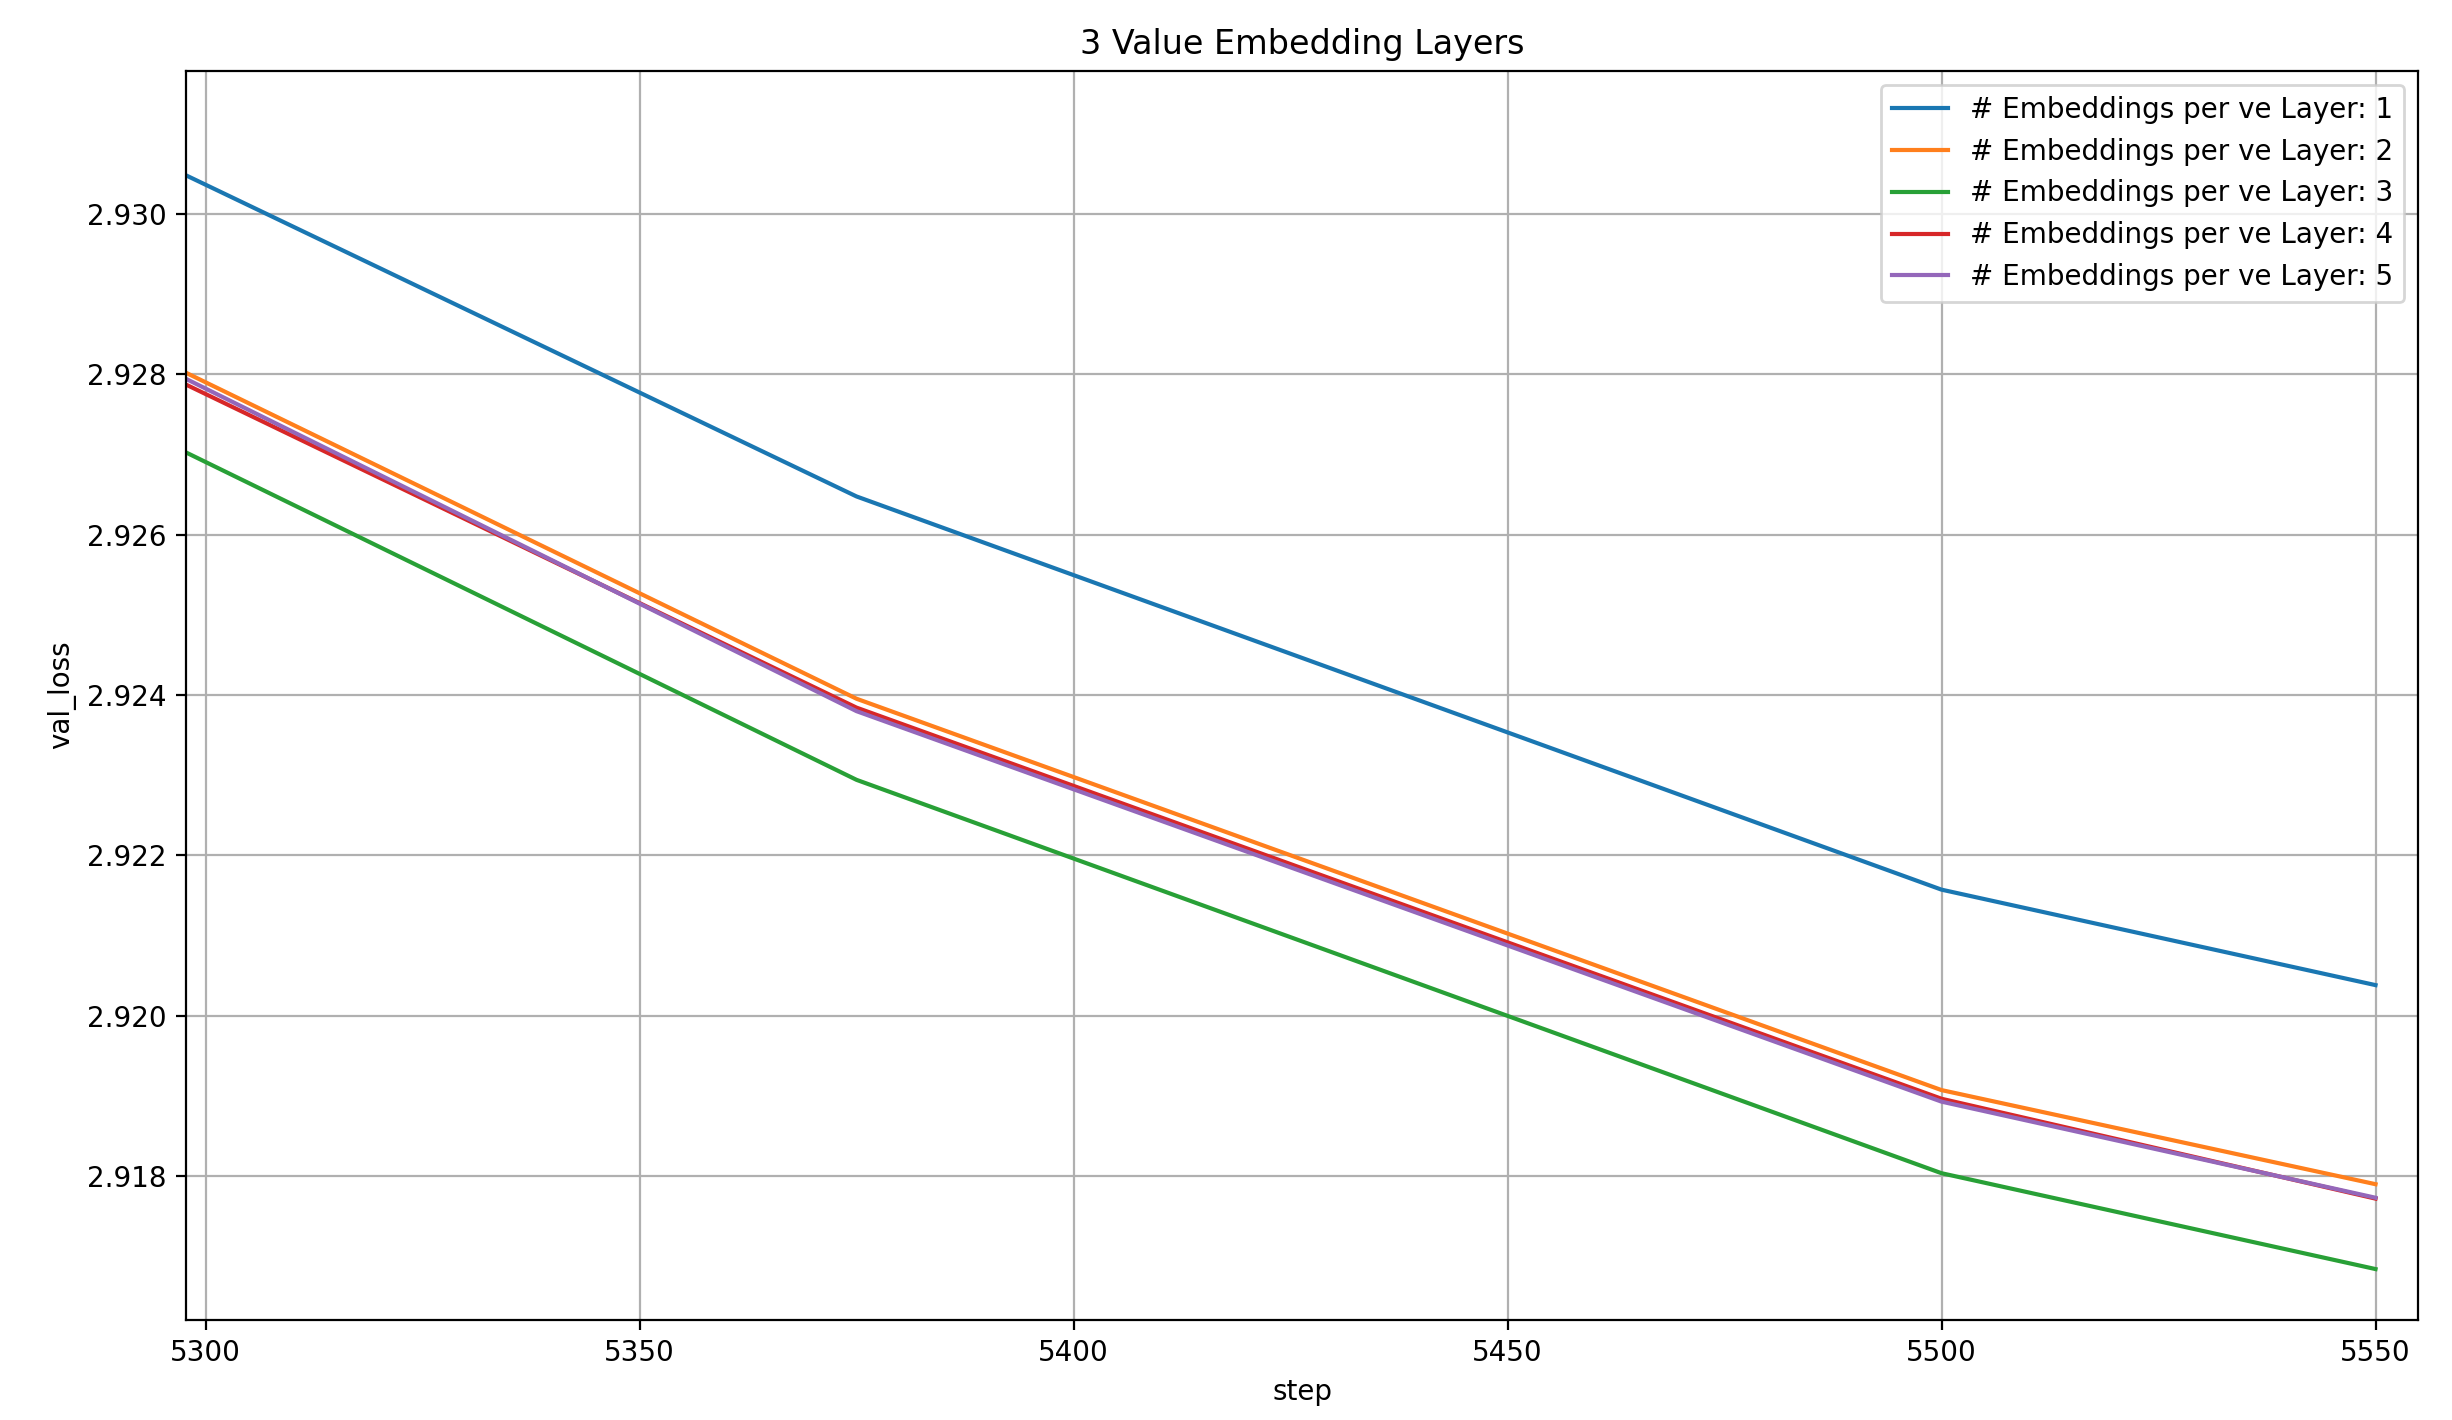 3 Value Embedding Layers
# Embeddings per ve Layer: 1
# Embeddings per ve Layer: 2
# Embeddings per ve Layer: 3
# Embeddings per ve Layer: 4
# Embeddings per ve Layer: 5
2.930
2.928
2.926
2.924
2.922
2.920
2.918
val_loss
5300 5350 5400 5450 5500 5550
step